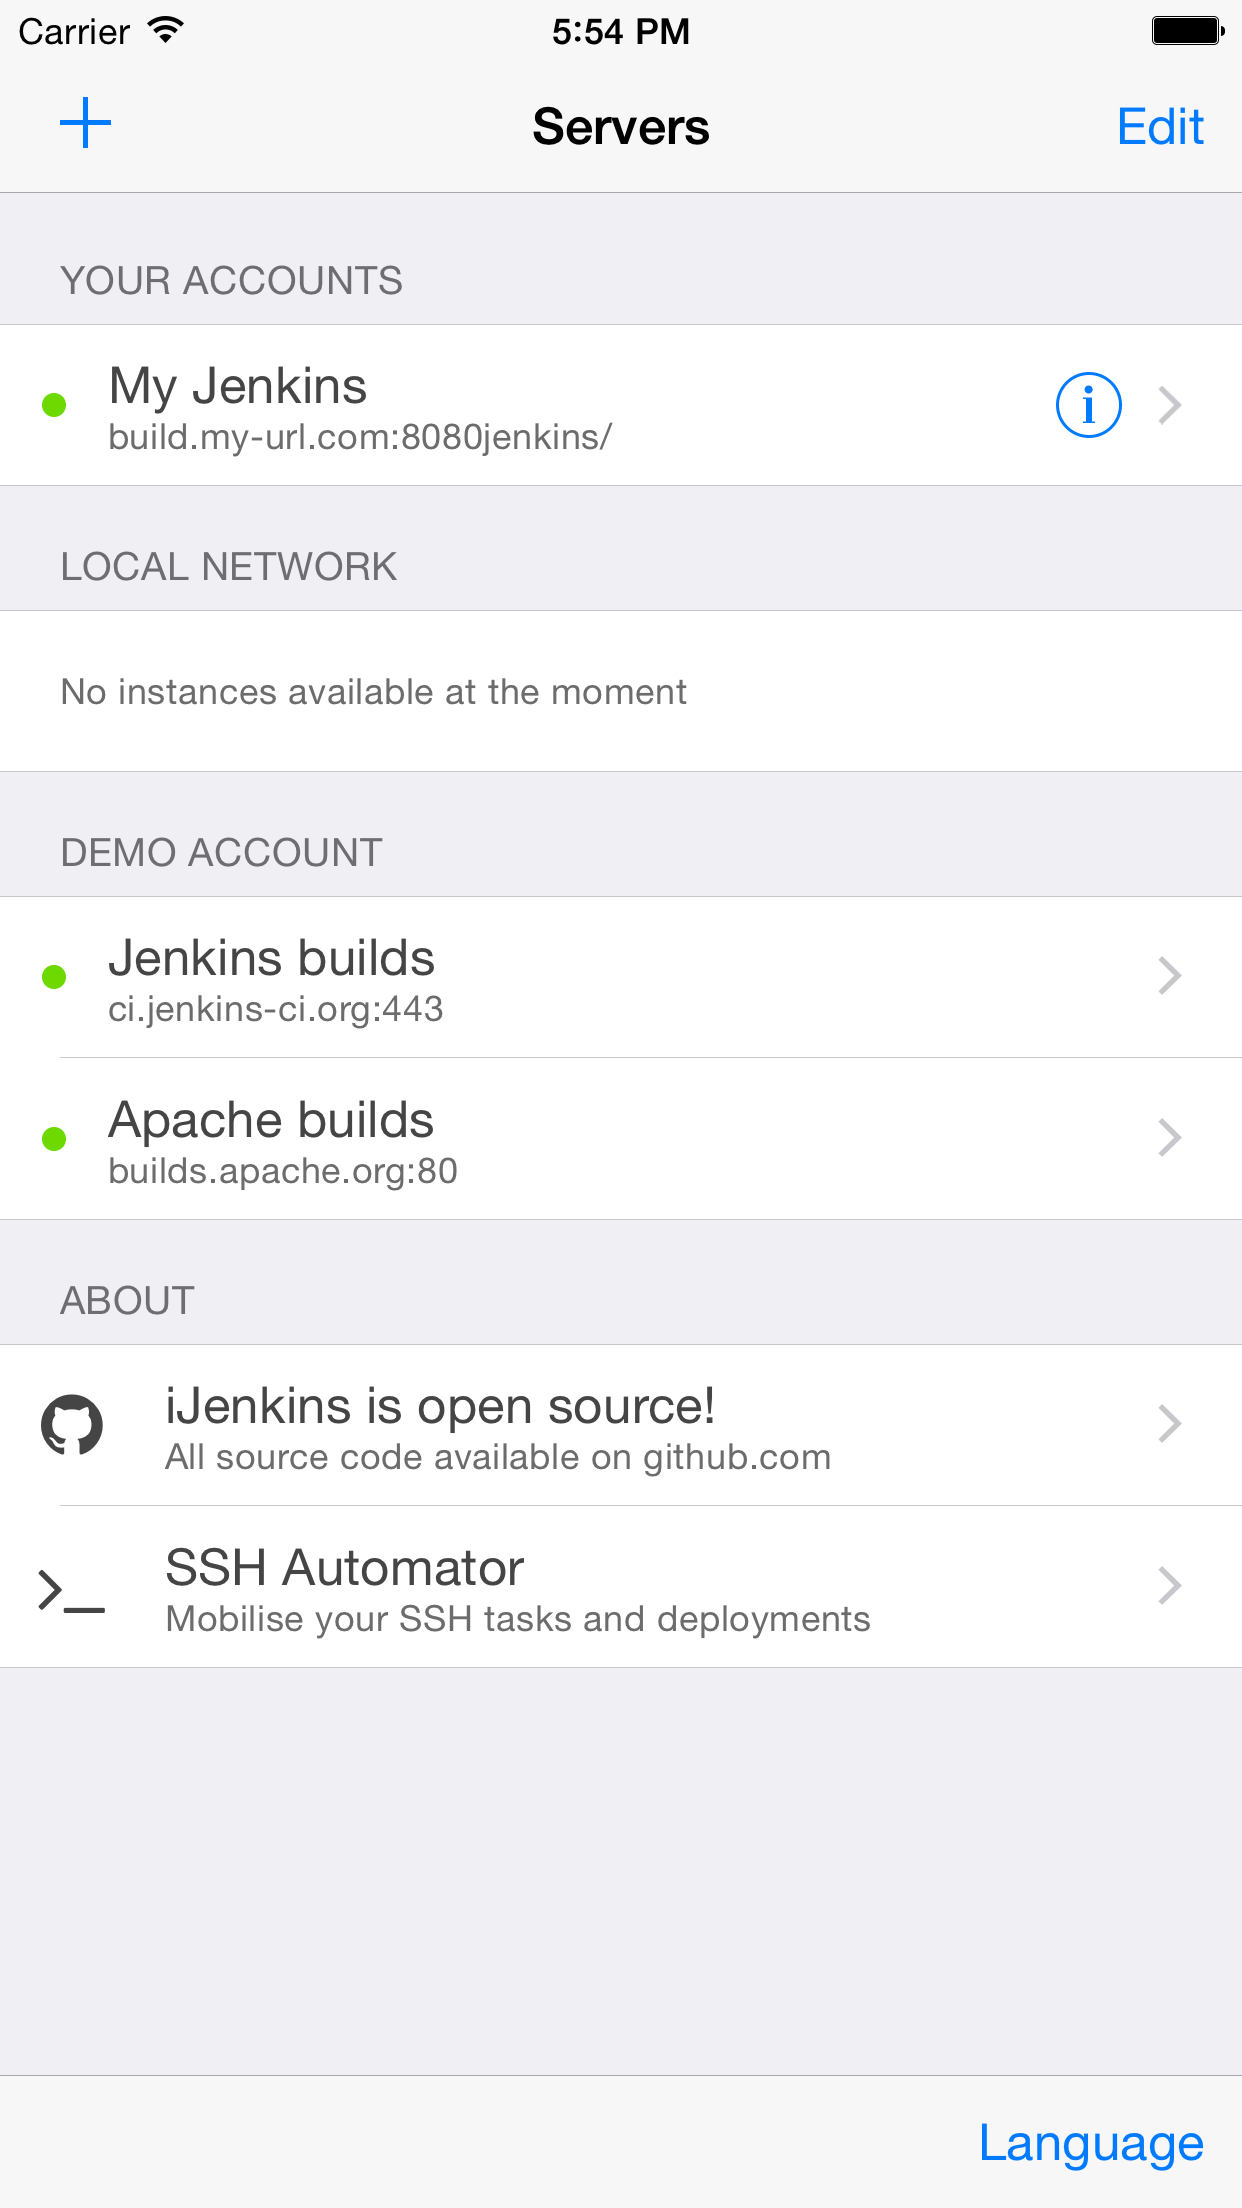 Carrier 5:54 PM
Servers Edit
YOUR ACCOUNTS
My Jenkins
build.my-url.com:8080jenkins/
LOCAL NETWORK
No instances available at the moment
DEMO ACCOUNT
Jenkins builds
ci.jenkins-ci.org:443
Apache builds
builds.apache.org:80
ABOUT
iJenkins is open source!
All source code available on github.com
SSH Automator
Mobilise your SSH tasks and deployments
Language